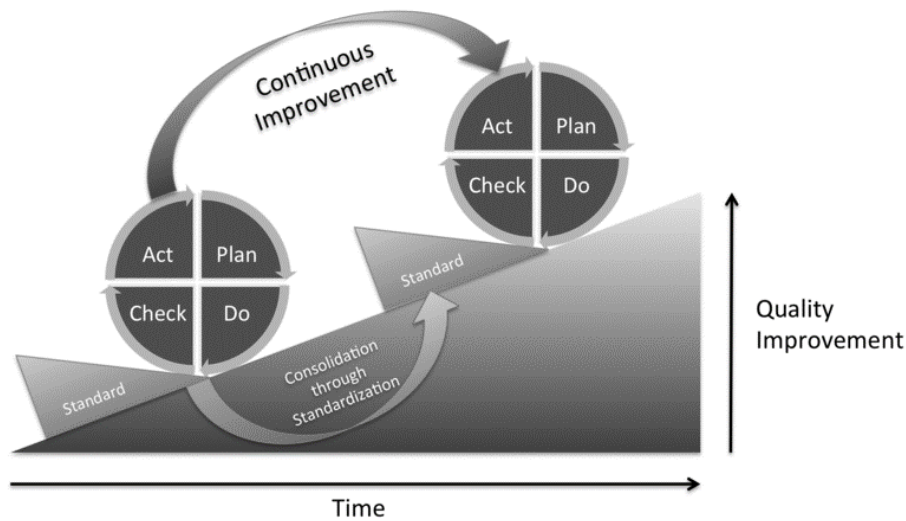 Continuous
Improvement
Act
Plan
Check
Do
Act
Plan
Check
Do
Standard
Standard
Consolidation
through
Standardization
Quality
Improvement
Time